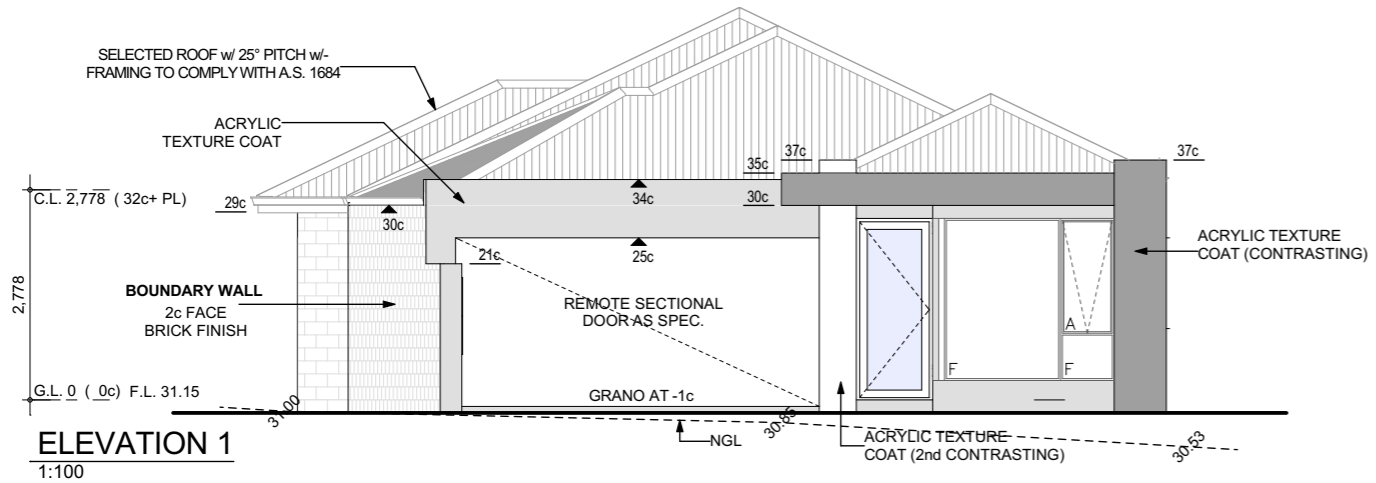 SELECTED ROOF w/ 25° PITCH w/-
FRAMING TO COMPLY WITH A.S. 1684
ACRYLIC
TEXTURE COAT
37c
35c
37c
C.L. 2,778 ( 32c+ PL)
29c
30c
34c
30c
21c
25c
ACRYLIC TEXTURE
COAT (CONTRASTING)
2,778
BOUNDARY WALL
2c FACE
BRICK FINISH
REMOTE SECTIONAL
DOOR AS SPEC.
A
F
F
G.L. 0 ( 0c) F.L. 31.15
GRANO AT -1c
31.00
30.85
30.53
NGL
ACRYLIC TEXTURE
COAT (2nd CONTRASTING)
ELEVATION 1
1:100